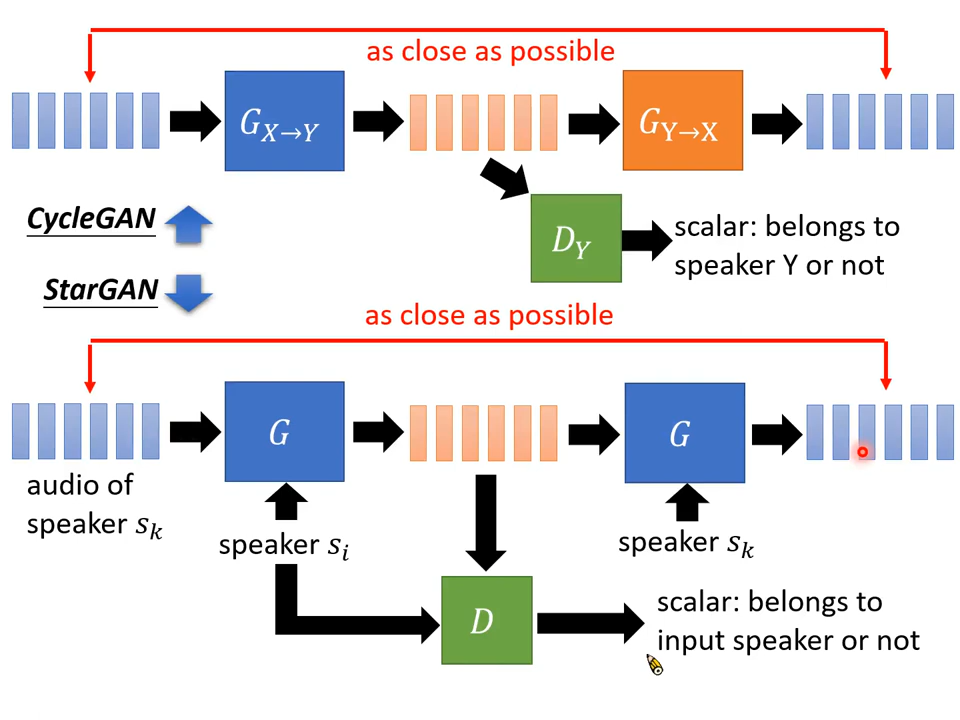 as close as possible
G_{X→Y}
G_{Y→X}
CycleGAN
D_Y
scalar: belongs to
speaker Y or not
StarGAN
as close as possible
G
G
audio of
speaker s_k
speaker s_i
speaker s_k
D
scalar: belongs to
input speaker or not